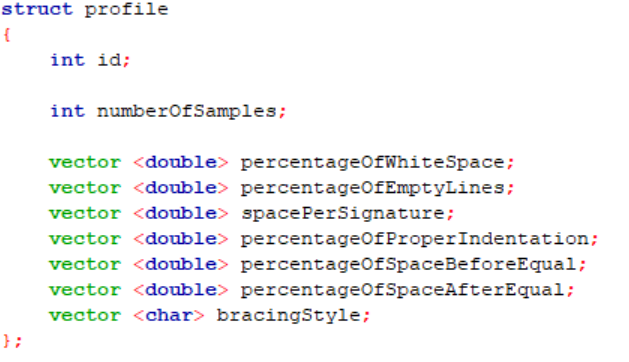 struct profile
{
    int id;

    int numberOfSamples;

    vector <double> percentageOfWhiteSpace;
    vector <double> percentageOfEmptyLines;
    vector <double> spacePerSignature;
    vector <double> percentageOfProperIndentation;
    vector <double> percentageOfSpaceBeforeEqual;
    vector <double> percentageOfSpaceAfterEqual;
    vector <char> bracingStyle;
};